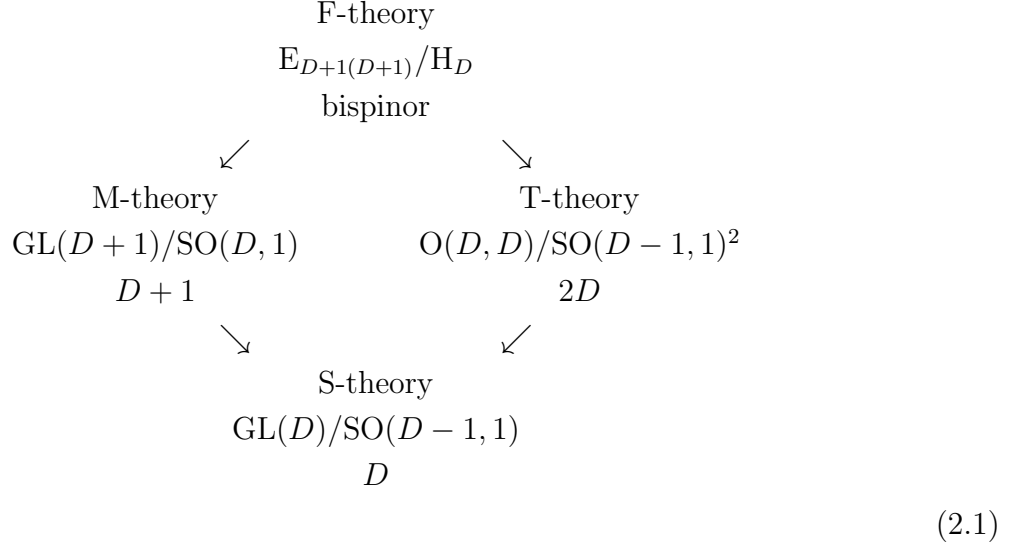 F-theory
E_{D+1(D+1)}/H_D
bispinor
↙ ↘
M-theory T-theory
GL(D + 1)/SO(D, 1) O(D, D)/SO(D − 1, 1)²
D + 1 2D
↘ ↙
S-theory
GL(D)/SO(D − 1, 1)
D
(2.1)